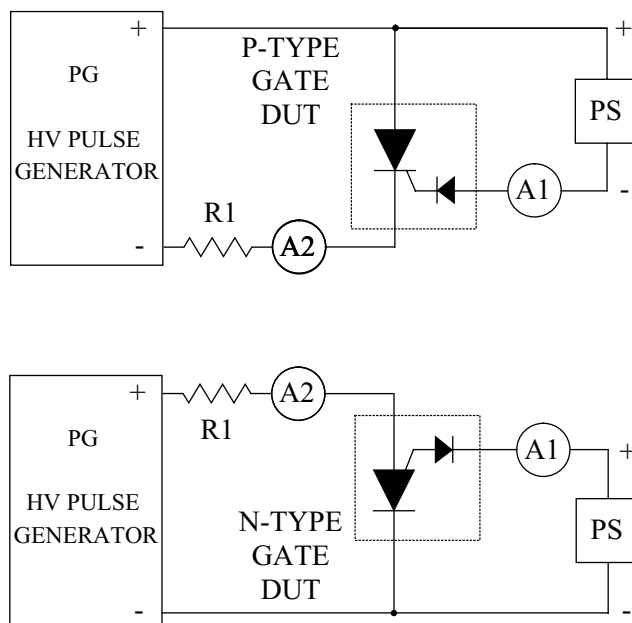 +
P-TYPE
GATE
DUT
+
PG
HV PULSE
GENERATOR
PS
A1
-
R1
A2
-
+
A2
R1
PG
HV PULSE
GENERATOR
A1
+
N-TYPE
GATE
DUT
PS
-
-